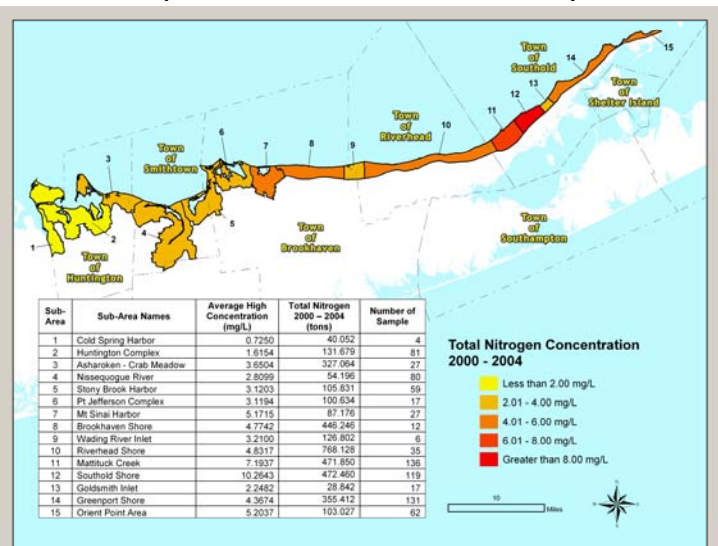 15
14
Town
of
Southold
13
12
Town
of
Shelter Island
11
Town
of
Riverhead
10
9
8
7
6
Town
of
Smithtown
3
5
4
2
1
Town
of
Huntington
Town
of
Brookhaven
Town
of
Southampton
Sub-Area Sub-Area Names Average High Concentration (mg/L) Total Nitrogen 2000 – 2004 (tons) Number of Sample
1 Cold Spring Harbor 0.7250 40.052 4
2 Huntington Complex 1.6154 131.679 81
3 Asharoken - Crab Meadow 3.6504 327.064 27
4 Nissequogue River 2.8099 54.196 80
5 Stony Brook Harbor 3.1203 105.831 59
6 Pt Jefferson Complex 3.1194 100.634 17
7 Mt Sinai Harbor 5.1715 87.176 27
8 Brookhaven Shore 4.7742 446.246 12
9 Wading River Inlet 3.2100 126.802 6
10 Riverhead Shore 4.8317 768.128 35
11 Mattituck Creek 7.1937 471.850 136
12 Southold Shore 10.2643 472.460 119
13 Goldsmith Inlet 2.2482 28.842 17
14 Greenport Shore 4.3674 355.412 131
15 Orient Point Area 5.2037 103.027 62
Total Nitrogen Concentration
2000 - 2004
Less than 2.00 mg/L
2.01 - 4.00 mg/L
4.01 - 6.00 mg/L
6.01 - 8.00 mg/L
Greater than 8.00 mg/L
10
Miles